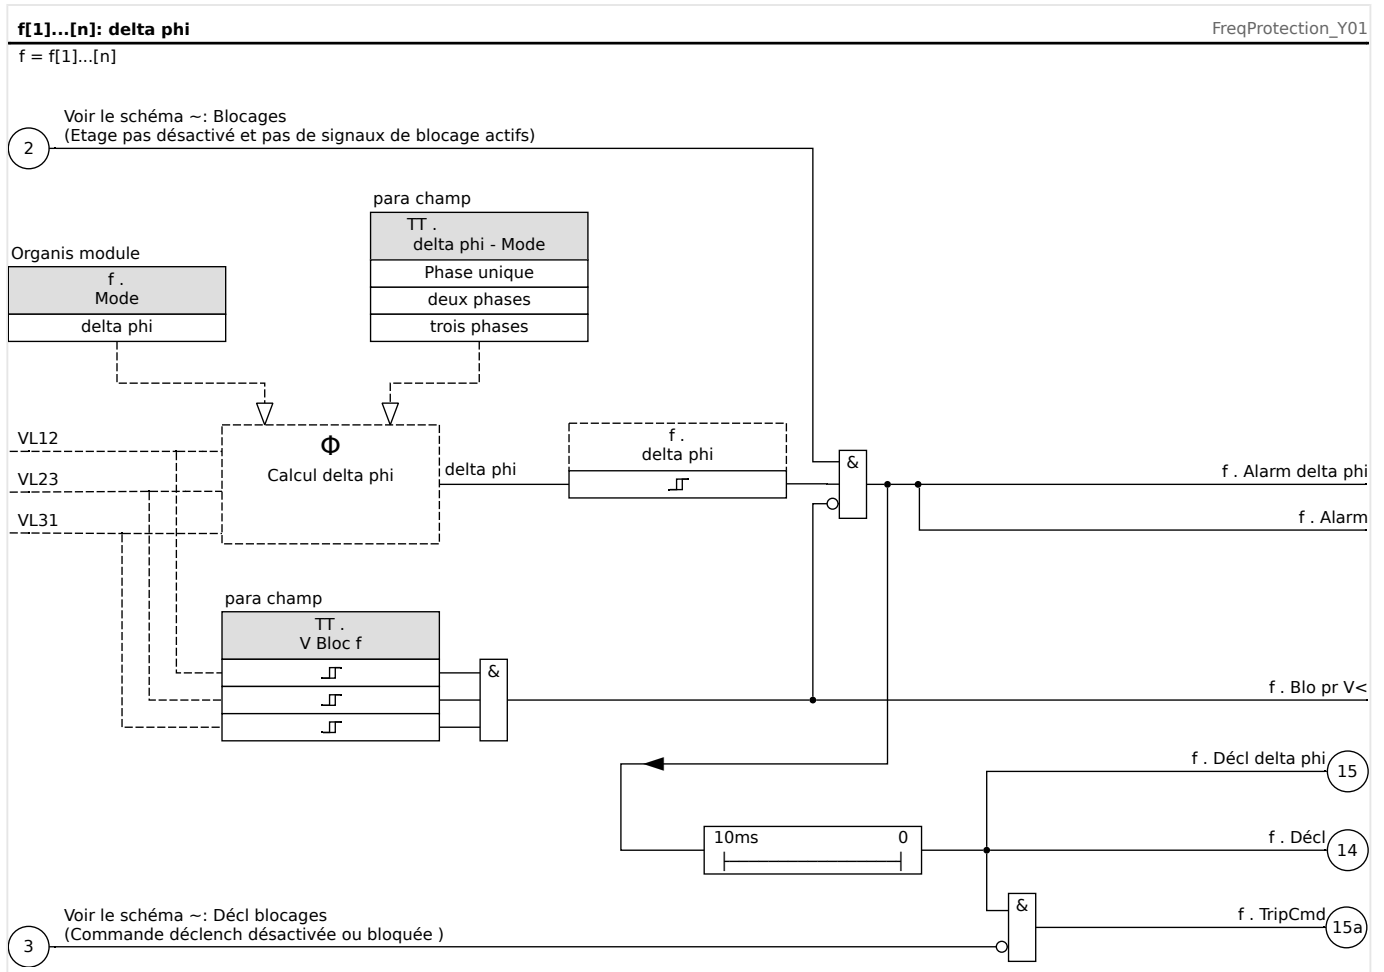 f[1]...[n]: delta phi
FreqProtection_Y01
f = f[1]...[n]
Voir le schéma ~: Blocages
(Etage pas désactivé et pas de signaux de blocage actifs)
2
para champ
TT .
delta phi - Mode
Phase unique
deux phases
trois phases
Organis module
f .
Mode
delta phi
VL12
VL23
VL31
Φ
Calcul delta phi
delta phi
f .
delta phi
&
f . Alarm delta phi
f . Alarm
para champ
TT .
V Bloc f
&
f . Blo pr V<
f . Décl delta phi
15
10ms
0
f . Décl
14
Voir le schéma ~: Décl blocages
(Commande déclench désactivée ou bloquée )
3
&
f . TripCmd
15a